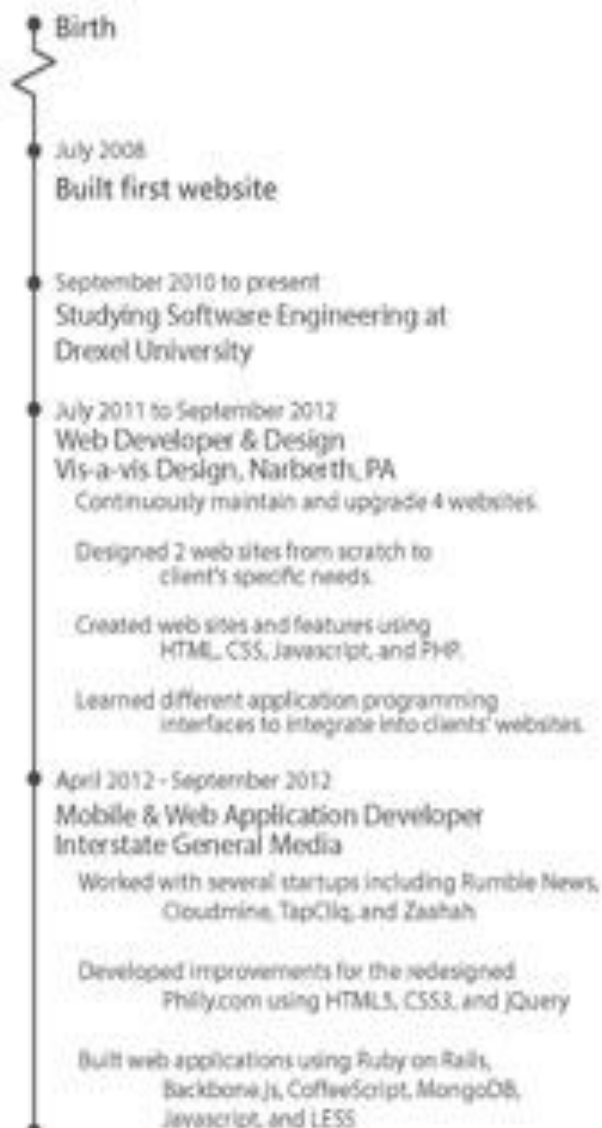 Birth
July 2008
Built first website
September 2010 to present
Studying Software Engineering at
Drexel University
July 2011 to September 2012
Web Developer & Design
Vis-a-vis Design, Narberth, PA
Continuously maintain and upgrade 4 websites.
Designed 2 web sites from scratch to
client's specific needs.
Created web sites and features using
HTML, CSS, Javascript, and PHP.
Learned different application programming
interfaces to integrate into clients' websites.
April 2012 - September 2012
Mobile & Web Application Developer
Interstate General Media
Worked with several startups including Rumble News,
Cloudmine, TapCliq, and Zaahah
Developed improvements for the redesigned
Philly.com using HTML5, CSS3, and jQuery
Built web applications using Ruby on Rails,
Backbone.js, CoffeeScript, MongoDB,
Javascript, and LESS